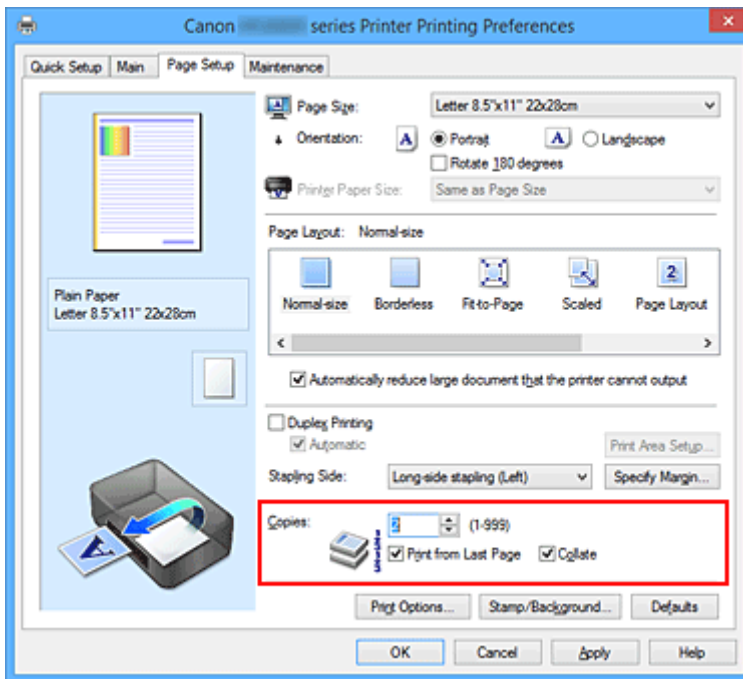 Canon series Printer Printing Preferences
Quick Setup Main Page Setup Maintenance
Page Size: Letter 8.5"x11" 22x28cm
Orientation: A Portrait A Landscape
Rotate 180 degrees
Printer Paper Size: Same as Page Size
Page Layout: Normal-size
2
Normal-size Borderless Fit-to-Page Scaled Page Layout
Plain Paper
Letter 8.5"x11" 22x28cm
Automatically reduce large document that the printer cannot output
Duplex Printing
Automatic Print Area Setup...
Stapling Side: Long-side stapling (Left) Specify Margin...
Copies: 2 (1-999)
Print from Last Page Collate
A
Print Options... Stamp/Background... Defaults
OK Cancel Apply Help